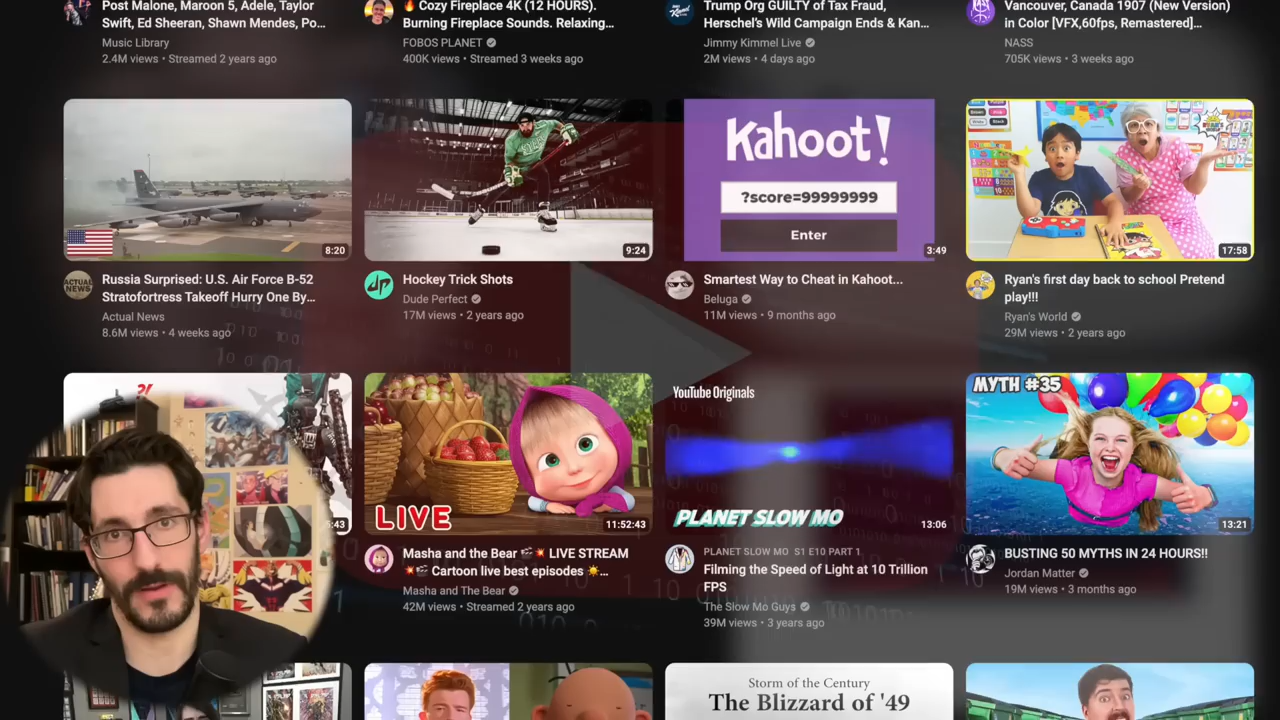 Post Malone, Maroon 5, Adele, Taylor
Swift, Ed Sheeran, Shawn Mendes, Po...
Music Library
2.4M views • Streamed 2 years ago
🔥 Cozy Fireplace 4K (12 HOURS).
Burning Fireplace Sounds. Relaxing...
FOBOS PLANET
400K views • Streamed 3 weeks ago
Trump Org GUILTY of Tax Fraud,
Herschel's Wild Campaign Ends & Kan...
Jimmy Kimmel Live
2M views • 4 days ago
Vancouver, Canada 1907 (New Version)
in Color [VFX,60fps, Remastered]...
NASS
705K views • 3 weeks ago
8:20
9:24
Kahoot!
?score=99999999
Enter
3:49
17:58
ACTUAL
NEWS
Russia Surprised: U.S. Air Force B-52
Stratofortress Takeoff Hurry One By...
Actual News
8.6M views • 4 weeks ago
Hockey Trick Shots
Dude Perfect
17M views • 2 years ago
Smartest Way to Cheat in Kahoot...
Beluga
11M views • 9 months ago
Ryan's first day back to school Pretend
play!!!
Ryan's World
29M views • 2 years ago
5:43
LIVE
11:52:43
YouTube Originals
PLANET SLOW MO
13:06
MYTH #35
13:21
Masha and the Bear 🎬💥 LIVE STREAM
💥🎬 Cartoon live best episodes ☀️...
Masha and The Bear
42M views • Streamed 2 years ago
PLANET SLOW MO S1 E10 PART 1
Filming the Speed of Light at 10 Trillion
FPS
The Slow Mo Guys
39M views • 3 years ago
BUSTING 50 MYTHS IN 24 HOURS!!
Jordan Matter
19M views • 3 months ago
Storm of the Century
The Blizzard of '49